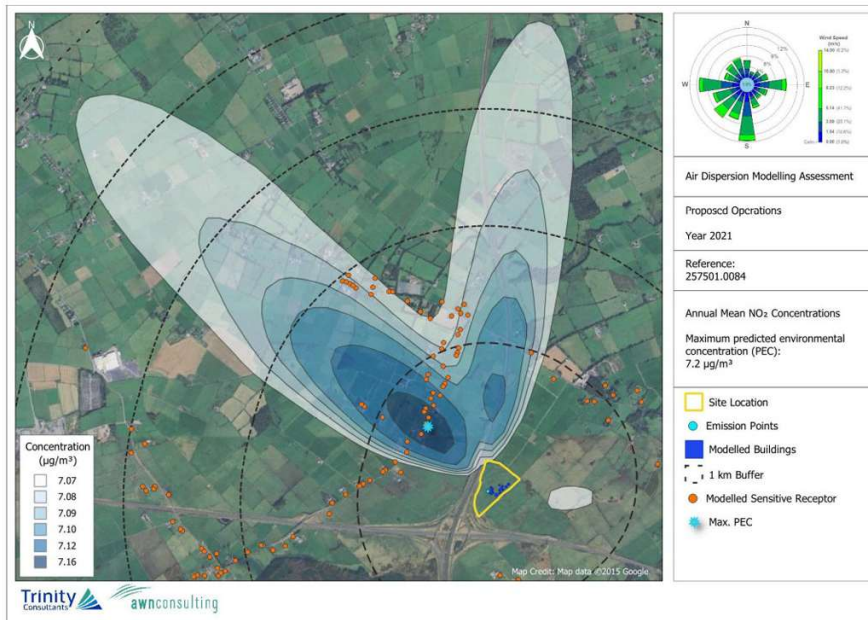 N
Concentration
(µg/m³)
7.07
7.08
7.09
7.10
7.12
7.16
Map Credit: Map data ©2015 Google
Trinity
Consultants
awnconsulting
N
W
E
S
12%
Wind Speed
(m/s)
Air Dispersion Modelling Assessment
Proposed Operations
Year 2021
Reference:
257501.0084
Annual Mean NO₂ Concentrations
Maximum predicted environmental
concentration (PEC):
7.2 µg/m³
Site Location
Emission Points
Modelled Buildings
1 km Buffer
Modelled Sensitive Receptor
Max. PEC